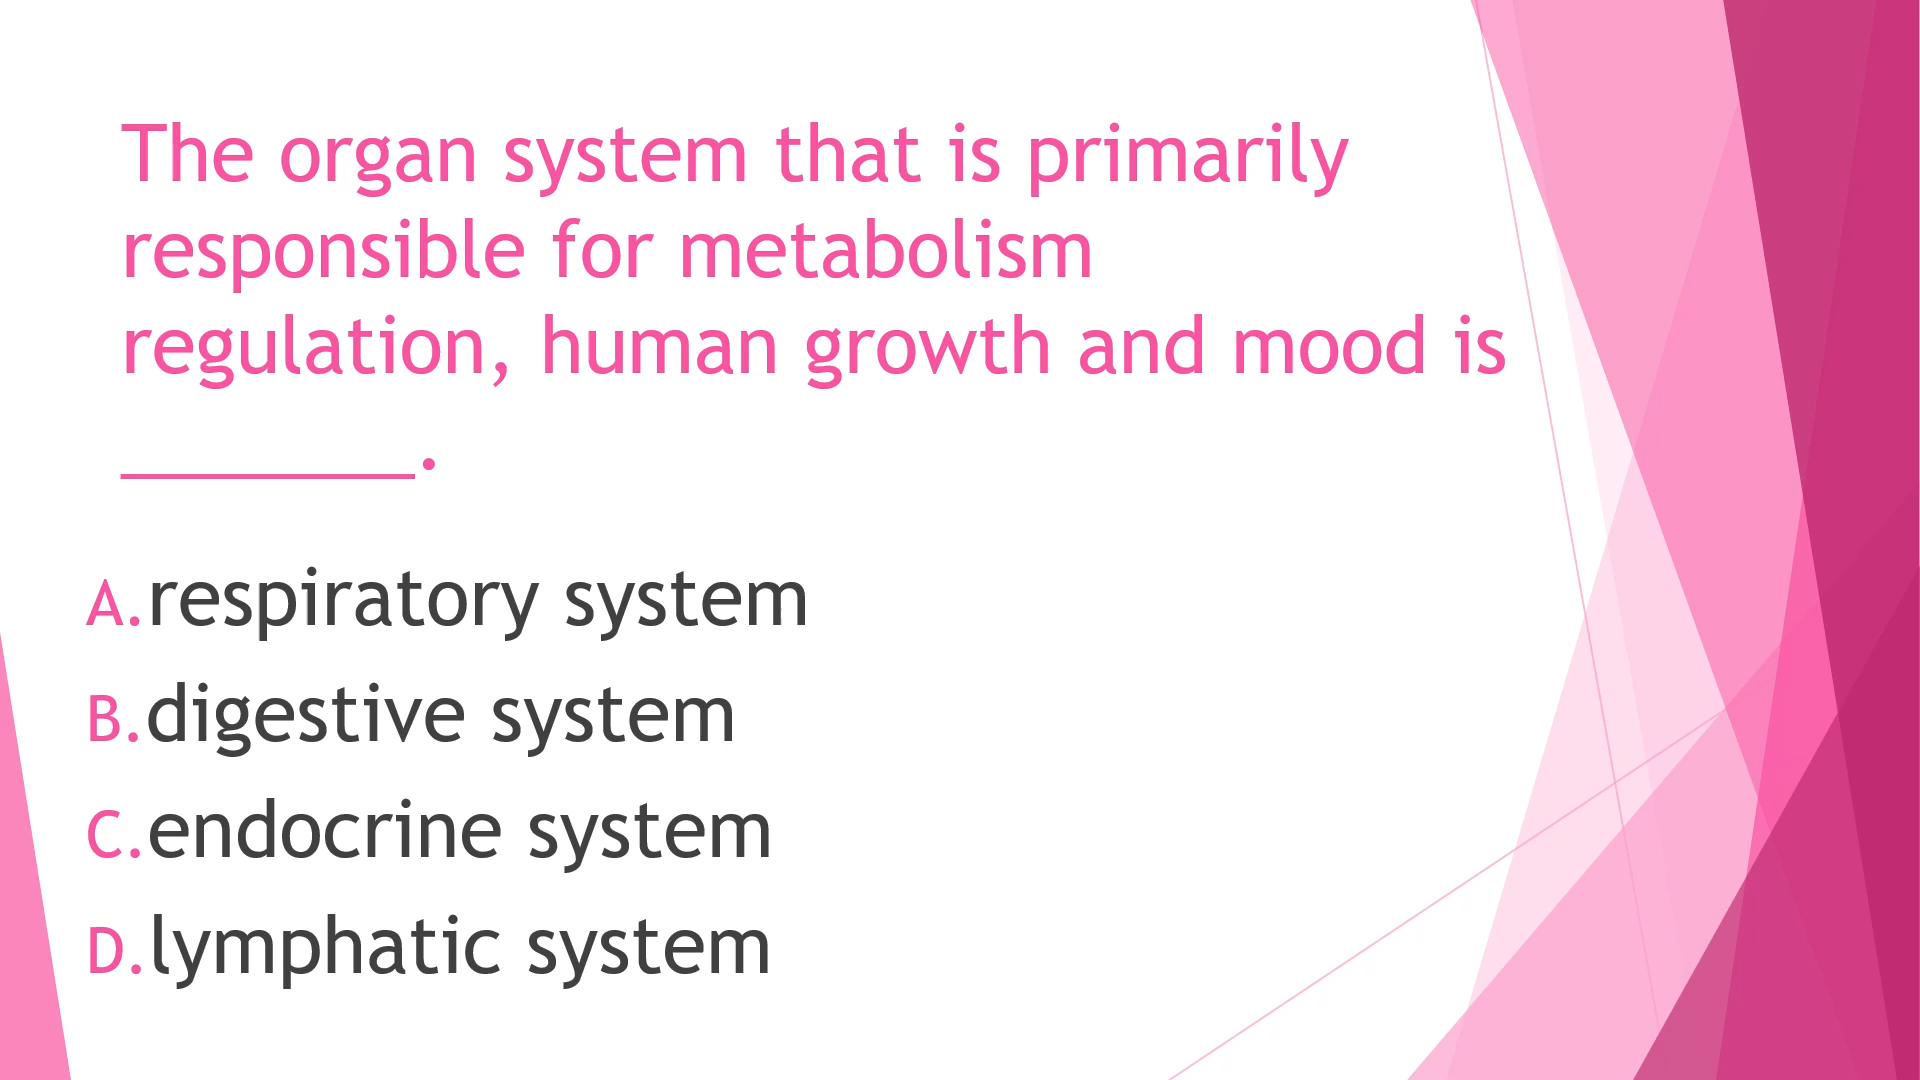 The organ system that is primarily
responsible for metabolism
regulation, human growth and mood is
________.
A.respiratory system
B.digestive system
C.endocrine system
D.lymphatic system